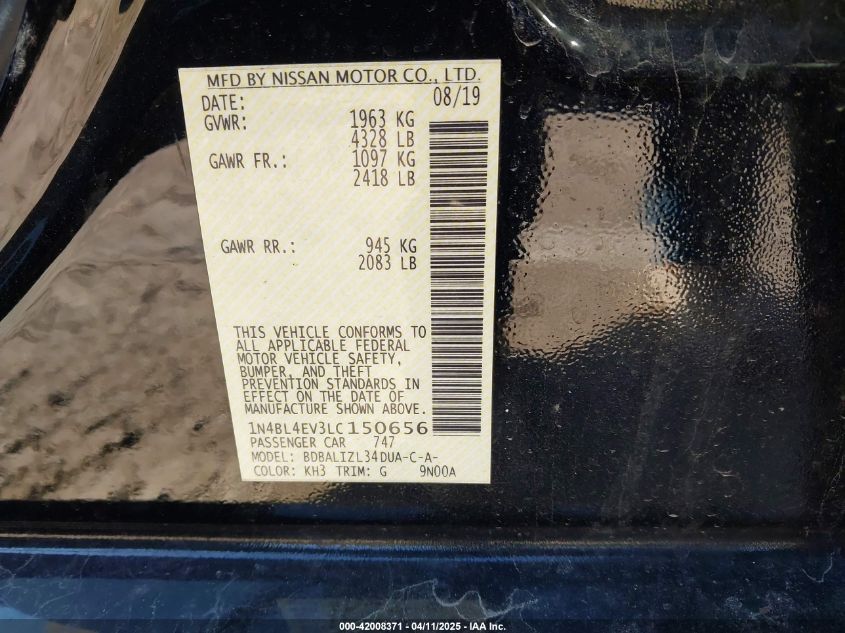 MFD BY NISSAN MOTOR CO., LTD.
DATE: 08/19
GVWR: 1963 KG
4328 LB
GAWR FR.: 1097 KG
2418 LB
GAWR RR.: 945 KG
2083 LB
THIS VEHICLE CONFORMS TO
ALL APPLICABLE FEDERAL
MOTOR VEHICLE SAFETY,
BUMPER, AND THEFT
PREVENTION STANDARDS IN
EFFECT ON THE DATE OF
MANUFACTURE SHOWN ABOVE.
1N4BL4EV3LC150656
PASSENGER CAR 747
MODEL: BDBALIZL34DUA-C-A-
COLOR: KH3 TRIM: G 9N00A
000-42008371 - 04/11/2025 - IAA Inc.